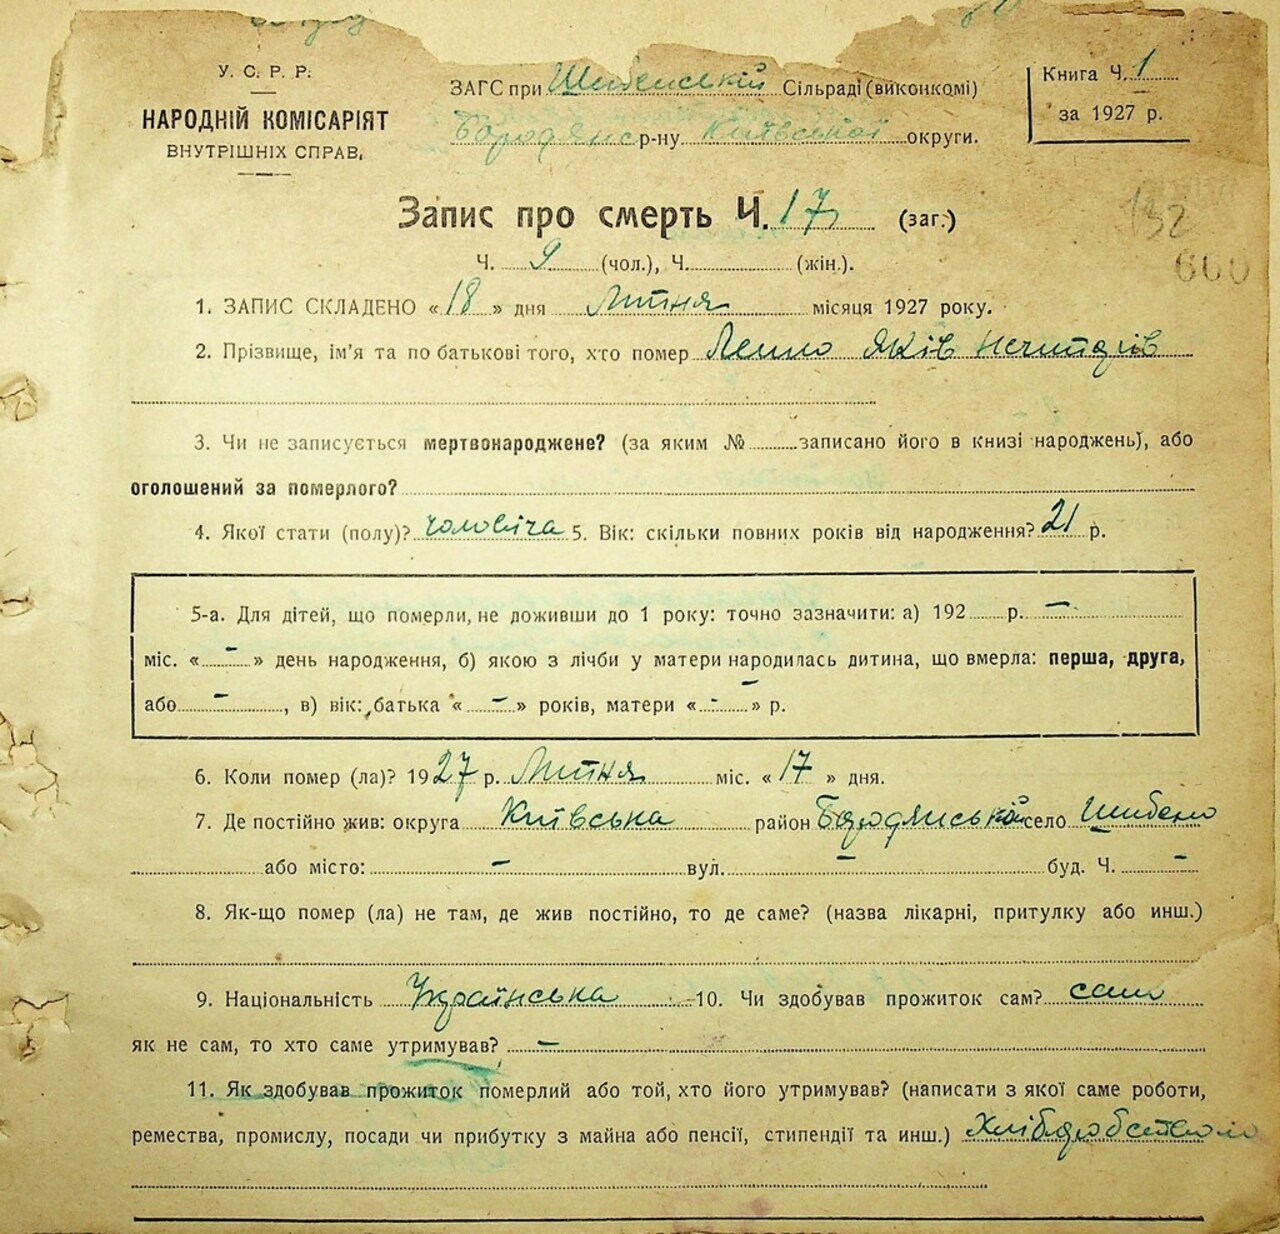 У. С. Р. Р.
НАРОДНІЙ КОМІСАРІЯТ
ВНУТРІШНІХ СПРАВ,
ЗАГС при Шибенській Сільраді (виконкомі)
Бородянс р-ну Київської округи.
Книга Ч. 1
за 1927 р.
Запис про смерть Ч. 17 (заг.)
132
600
Ч. 9 (чол.), Ч. (жін.).
1. ЗАПИС СКЛАДЕНО «18» дня Липня місяця 1927 року.
2. Прізвище, ім'я та по батькові того, хто помер Яків Ничипорів
3. Чи не записується мертвонароджене? (за яким № записано його в книзі народжень), або
оголошений за померлого?
4. Якої стати (полу)? чоловіча 5. Вік: скільки повних років від народження? 21 р.
5-а. Для дітей, що померли, не доживши до 1 року: точно зазначити: а) 192 р. —
міс. « - » день народження, б) якою з лічби у матери народилась дитина, що вмерла: перша, друга,
або - , в) вік: батька « - » років, матери « - » р.
6. Коли помер (ла)? 1927 р. Липня міс. «17» дня.
7. Де постійно жив: округа Київська район Бородянській село Шибено
або місто: - вул. - буд. Ч. -
8. Як-що помер (ла) не там, де жив постійно, то де саме? (назва лікарні, притулку або инш.)
9. Національність Українська 10. Чи здобував прожиток сам? сам
як не сам, то хто саме утримував? -
11. Як здобував прожиток померлий або той, хто його утримував? (написати з якої саме роботи,
ремества, промислу, посади чи прибутку з майна або пенсії, стипендії та инш.) Хліборобством